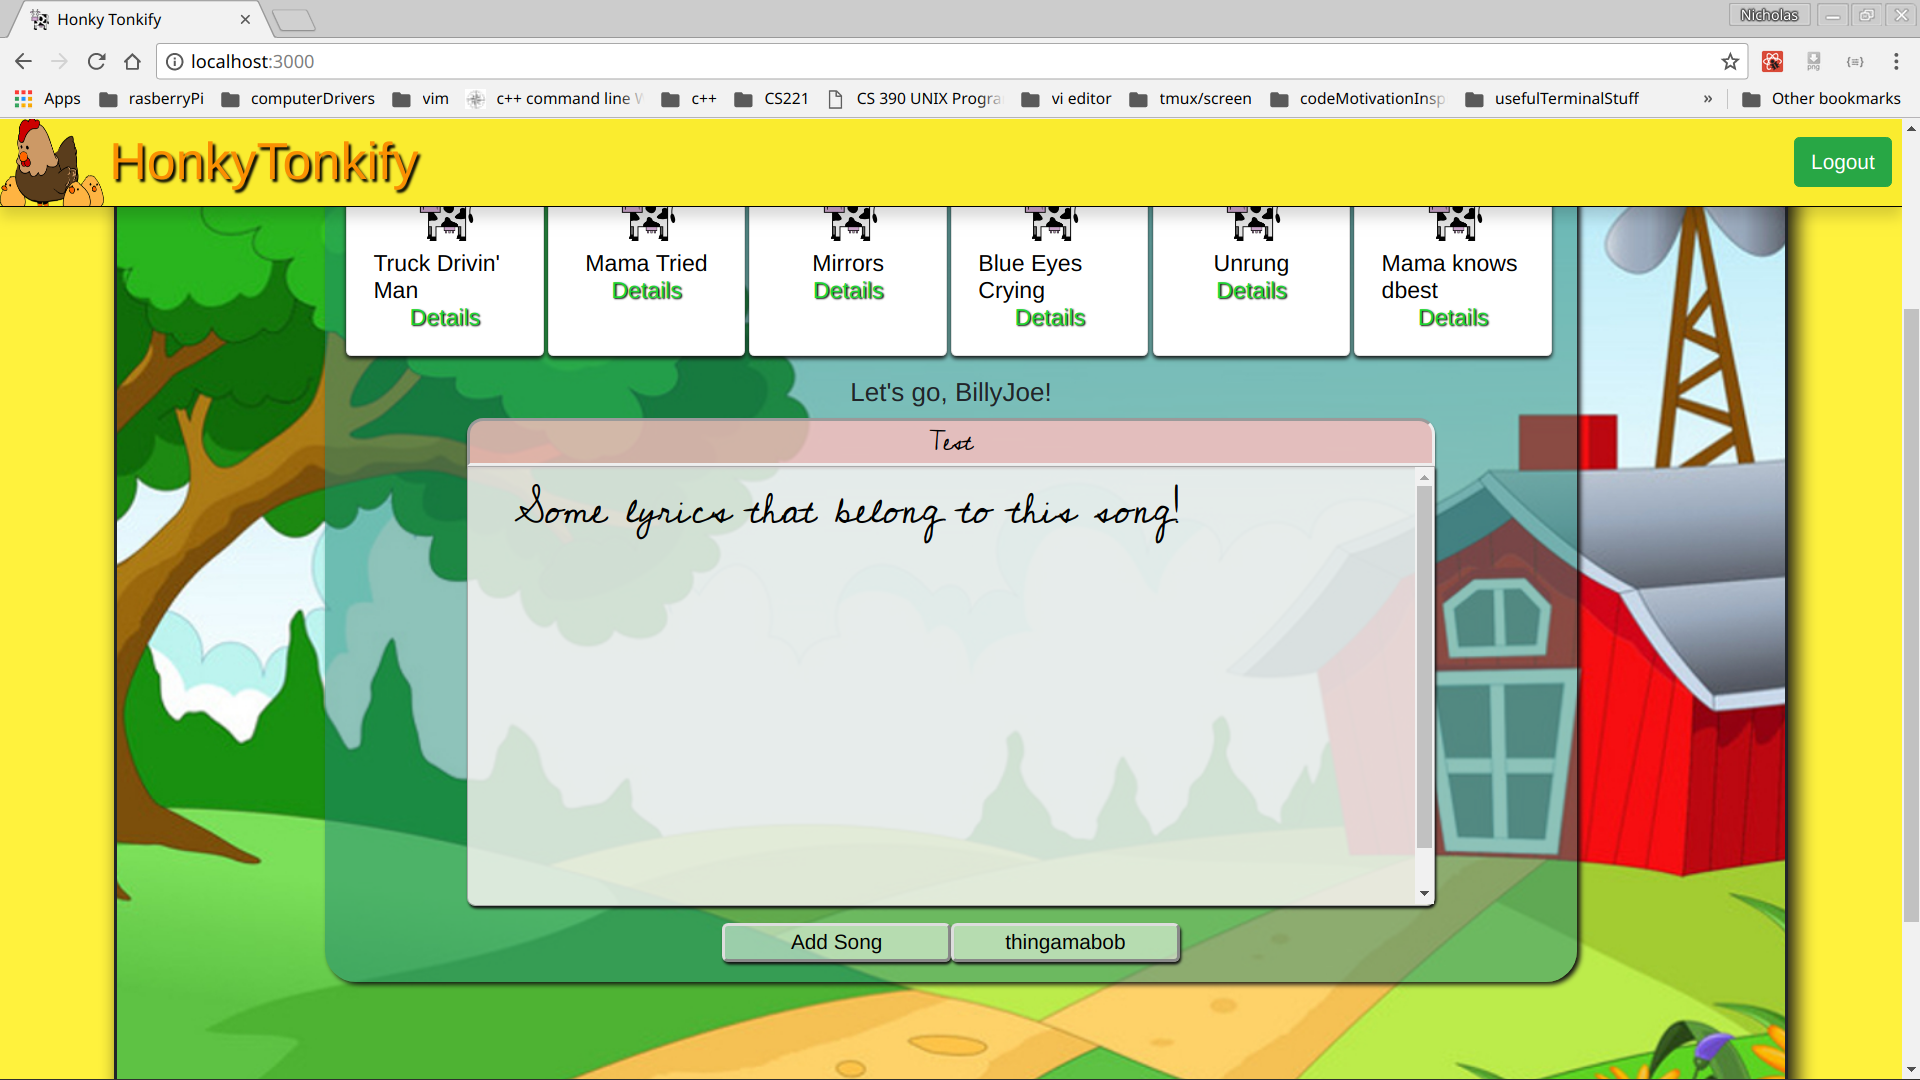 Honky Tonkify
Nicholas
localhost:3000
Apps rasberryPi computerDrivers vim c++ command line c++ CS221 CS 390 UNIX Progra vi editor tmux/screen codeMotivationInsp usefulTerminalStuff » Other bookmarks
HonkyTonkify
Logout
Truck Drivin'
Man
Details
Mama Tried
Details
Mirrors
Details
Blue Eyes
Crying
Details
Unrung
Details
Mama knows
dbest
Details
Let's go, BillyJoe!
Test
Some lyrics that belong to this song!
Add Song thingamabob